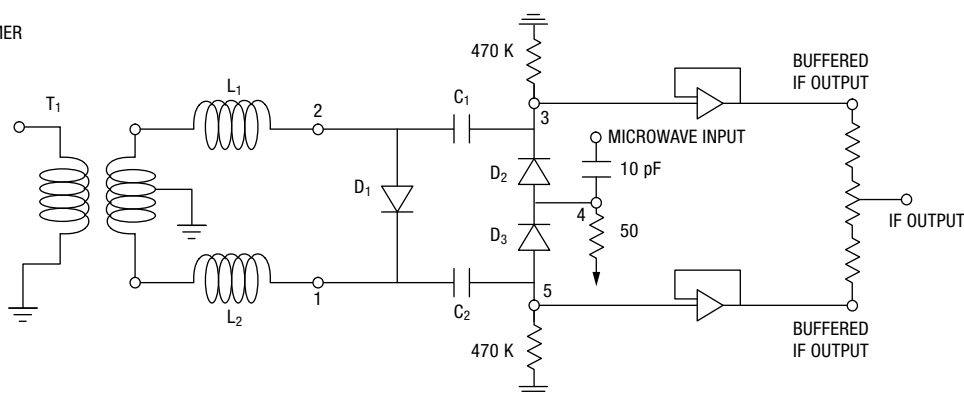 MER
T1
L1
2
D1
L2
1
C1
C2
470 K
3
D2
D3
4
MICROWAVE INPUT
10 pF
50
5
470 K
BUFFERED
IF OUTPUT
IF OUTPUT
BUFFERED
IF OUTPUT